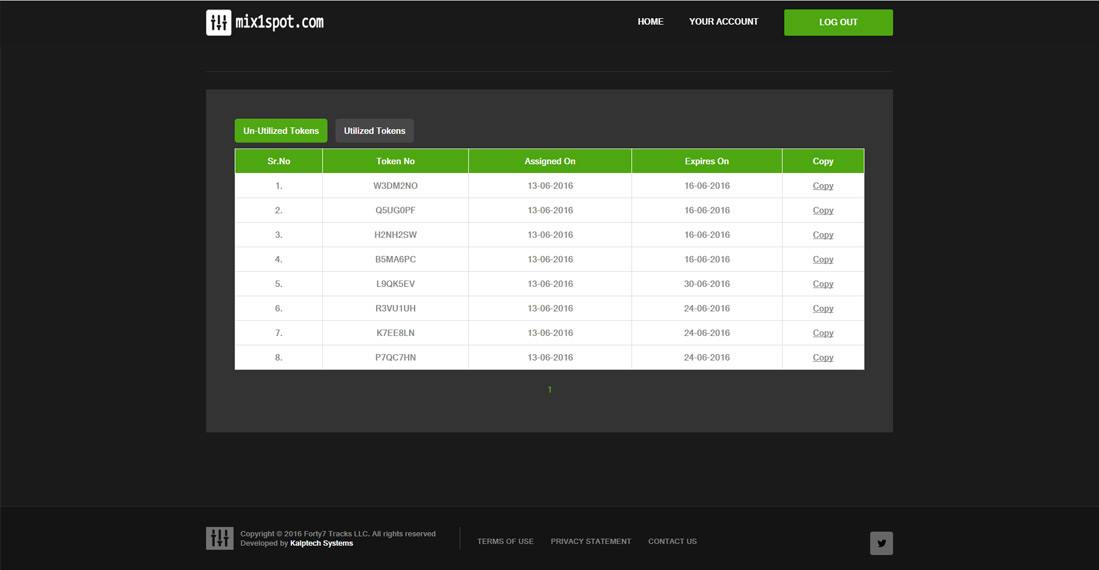 mix1spot.com HOME YOUR ACCOUNT LOG OUT
Un-Utilized Tokens Utilized Tokens
Sr.No Token No Assigned On Expires On Copy
1. W3DM2NO 13-06-2016 16-06-2016 Copy
2. Q5UG0PF 13-06-2016 16-06-2016 Copy
3. H2NH2SW 13-06-2016 16-06-2016 Copy
4. B5MA6PC 13-06-2016 16-06-2016 Copy
5. L9QK5EV 13-06-2016 30-06-2016 Copy
6. R3VU1UH 13-06-2016 24-06-2016 Copy
7. K7EE8LN 13-06-2016 24-06-2016 Copy
8. P7QC7HN 13-06-2016 24-06-2016 Copy
1
Copyright © 2016 Forty7 Tracks LLC. All rights reserved
Developed by Kalptech Systems
TERMS OF USE PRIVACY STATEMENT CONTACT US